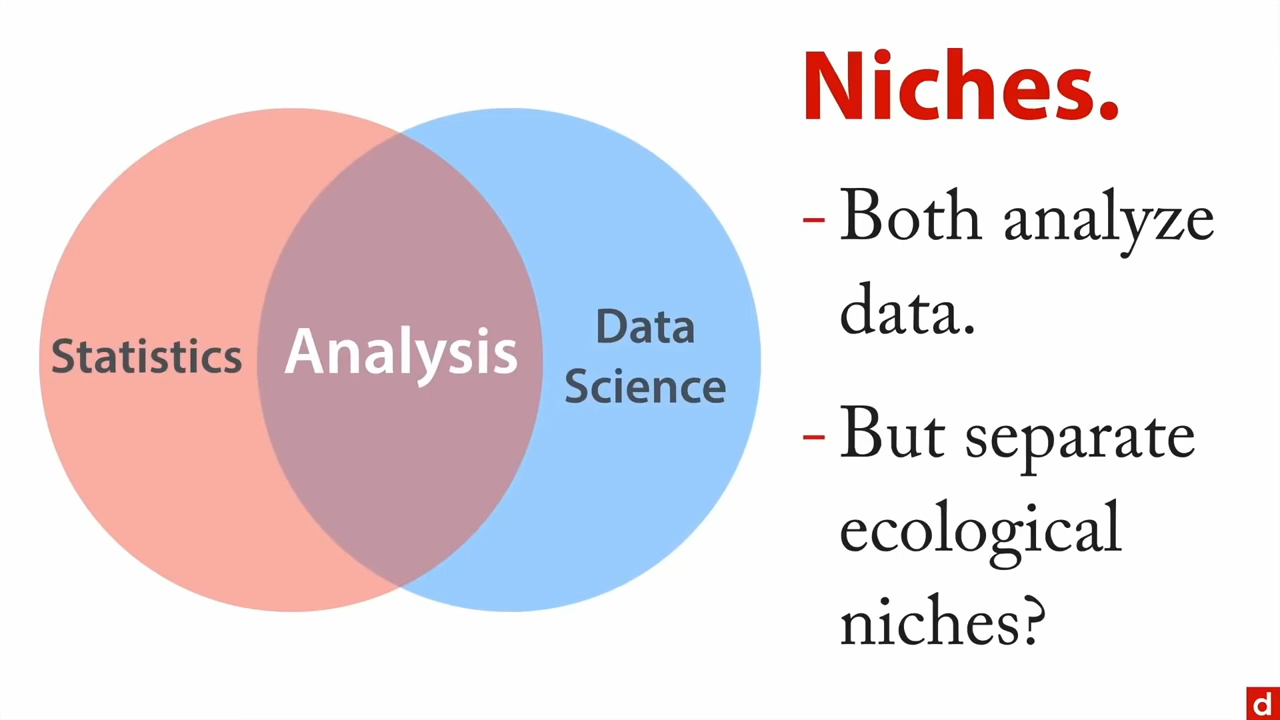 Niches.
Statistics
Analysis
Data
Science
- Both analyze
data.
- But separate
ecological
niches?
d